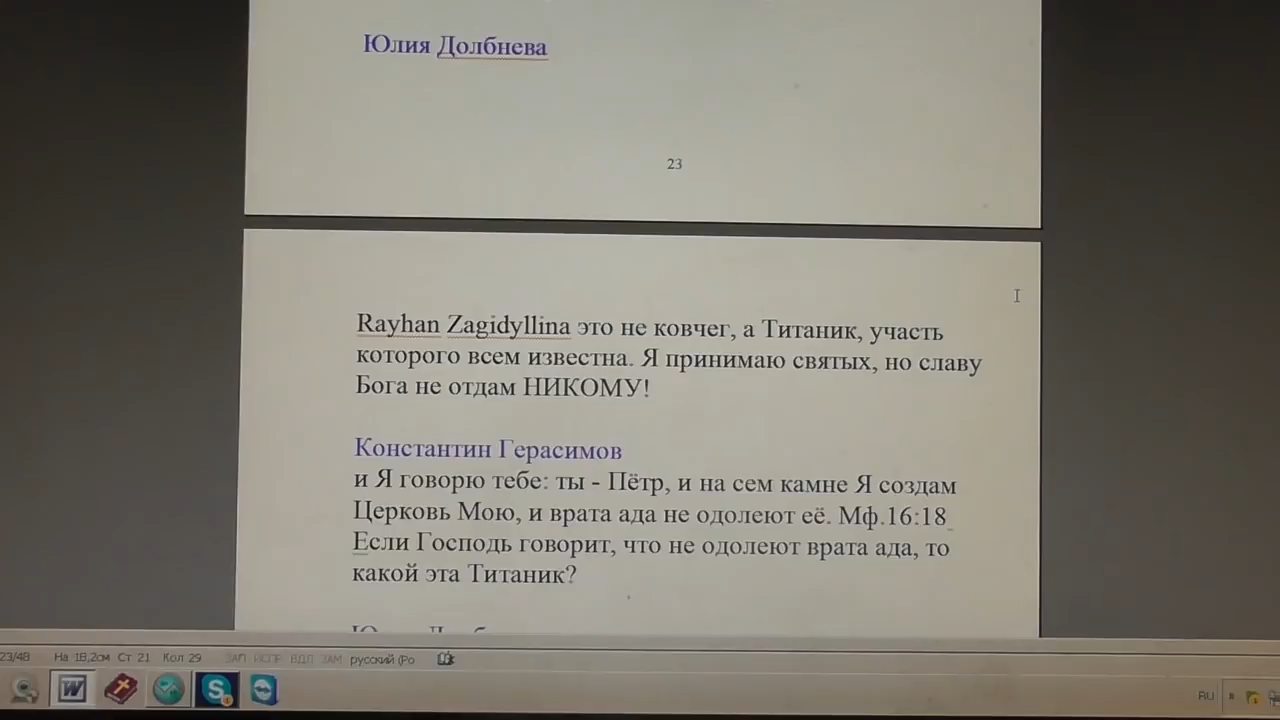 Юлия Долбнева
23
Rayhan Zagidyllina это не ковчег, а Титаник, участь
которого всем известна. Я принимаю святых, но славу
Бога не отдам НИКОМУ!
Константин Герасимов
и Я говорю тебе: ты - Пётр, и на сем камне Я создам
Церковь Мою, и врата ада не одолеют её. Мф.16:18
Если Господь говорит, что не одолеют врата ада, то
какой эта Титаник?
23/48 На 18,2см Ст 21 Кол 29 ЗАП ИСПР ВДЛ ЗАМ русский (Ро
RU